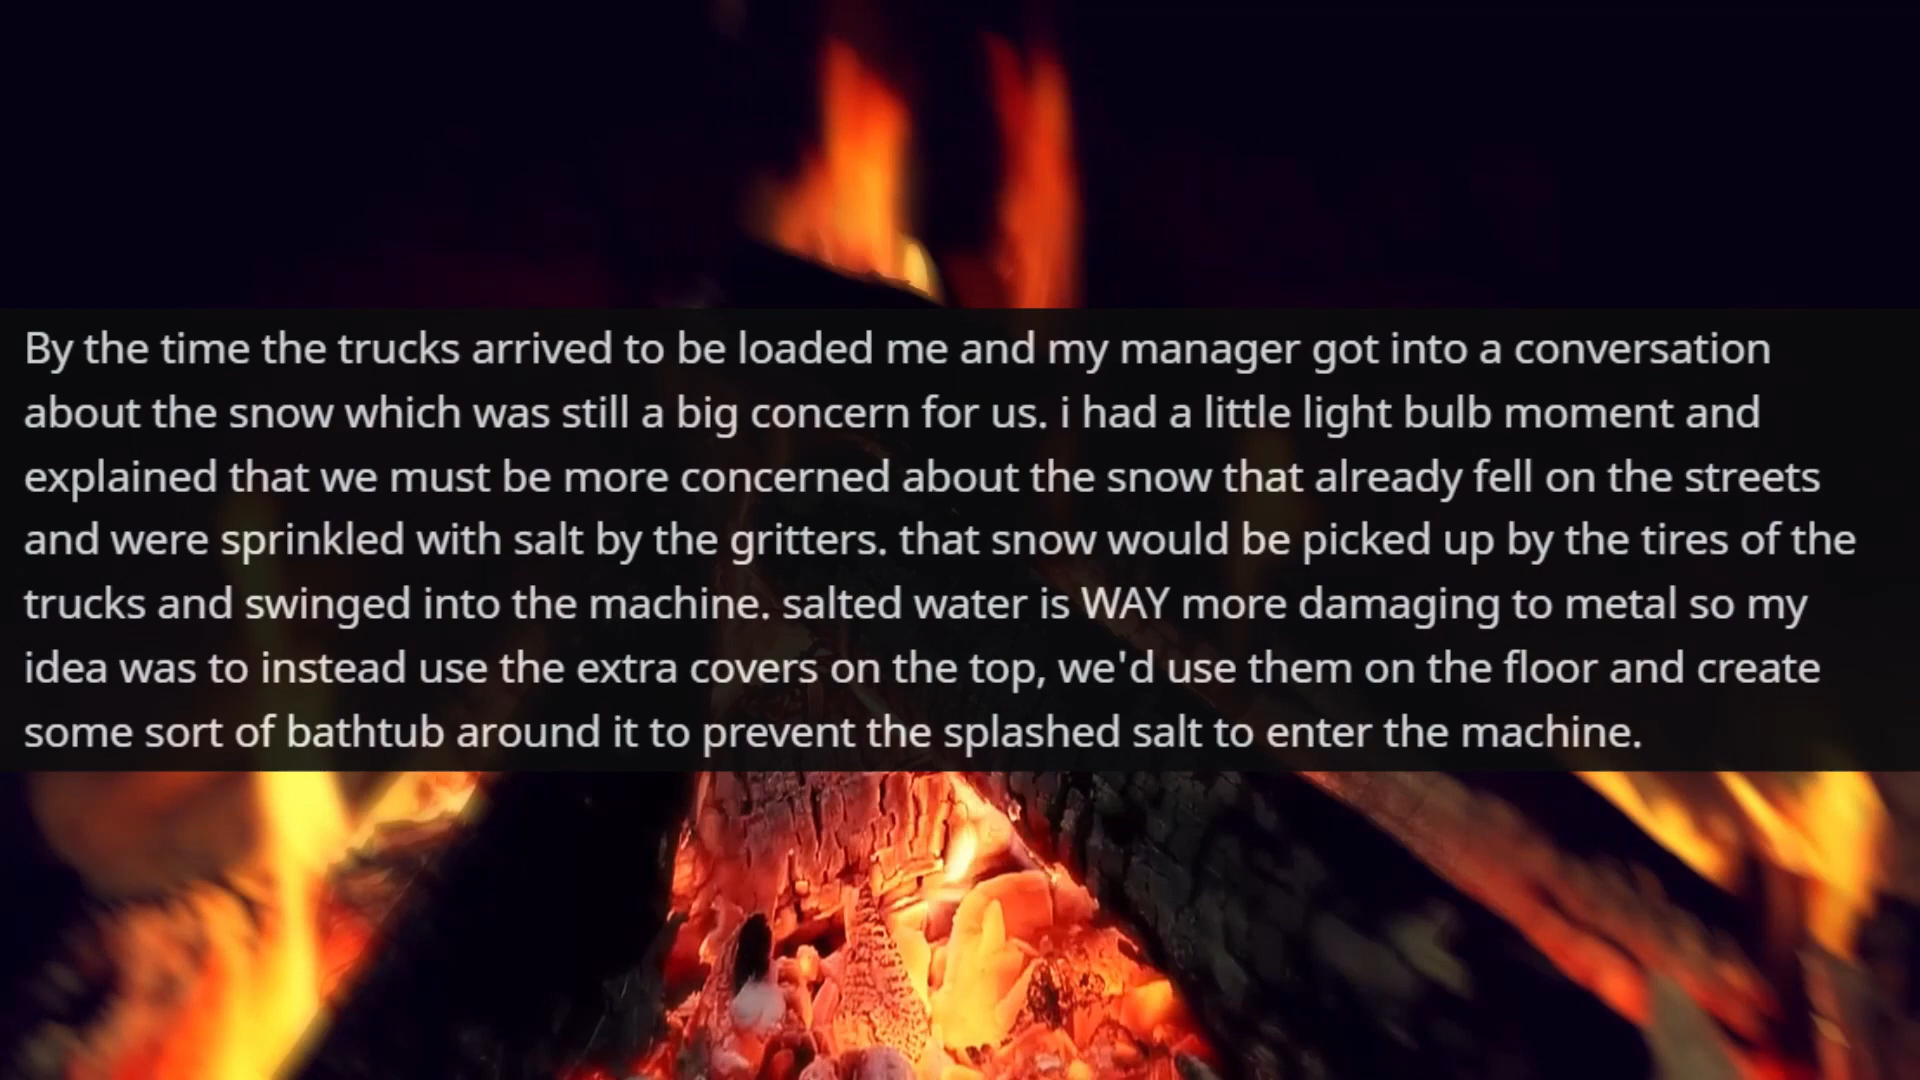 By the time the trucks arrived to be loaded me and my manager got into a conversation
about the snow which was still a big concern for us. i had a little light bulb moment and
explained that we must be more concerned about the snow that already fell on the streets
and were sprinkled with salt by the gritters. that snow would be picked up by the tires of the
trucks and swinged into the machine. salted water is WAY more damaging to metal so my
idea was to instead use the extra covers on the top, we'd use them on the floor and create
some sort of bathtub around it to prevent the splashed salt to enter the machine.